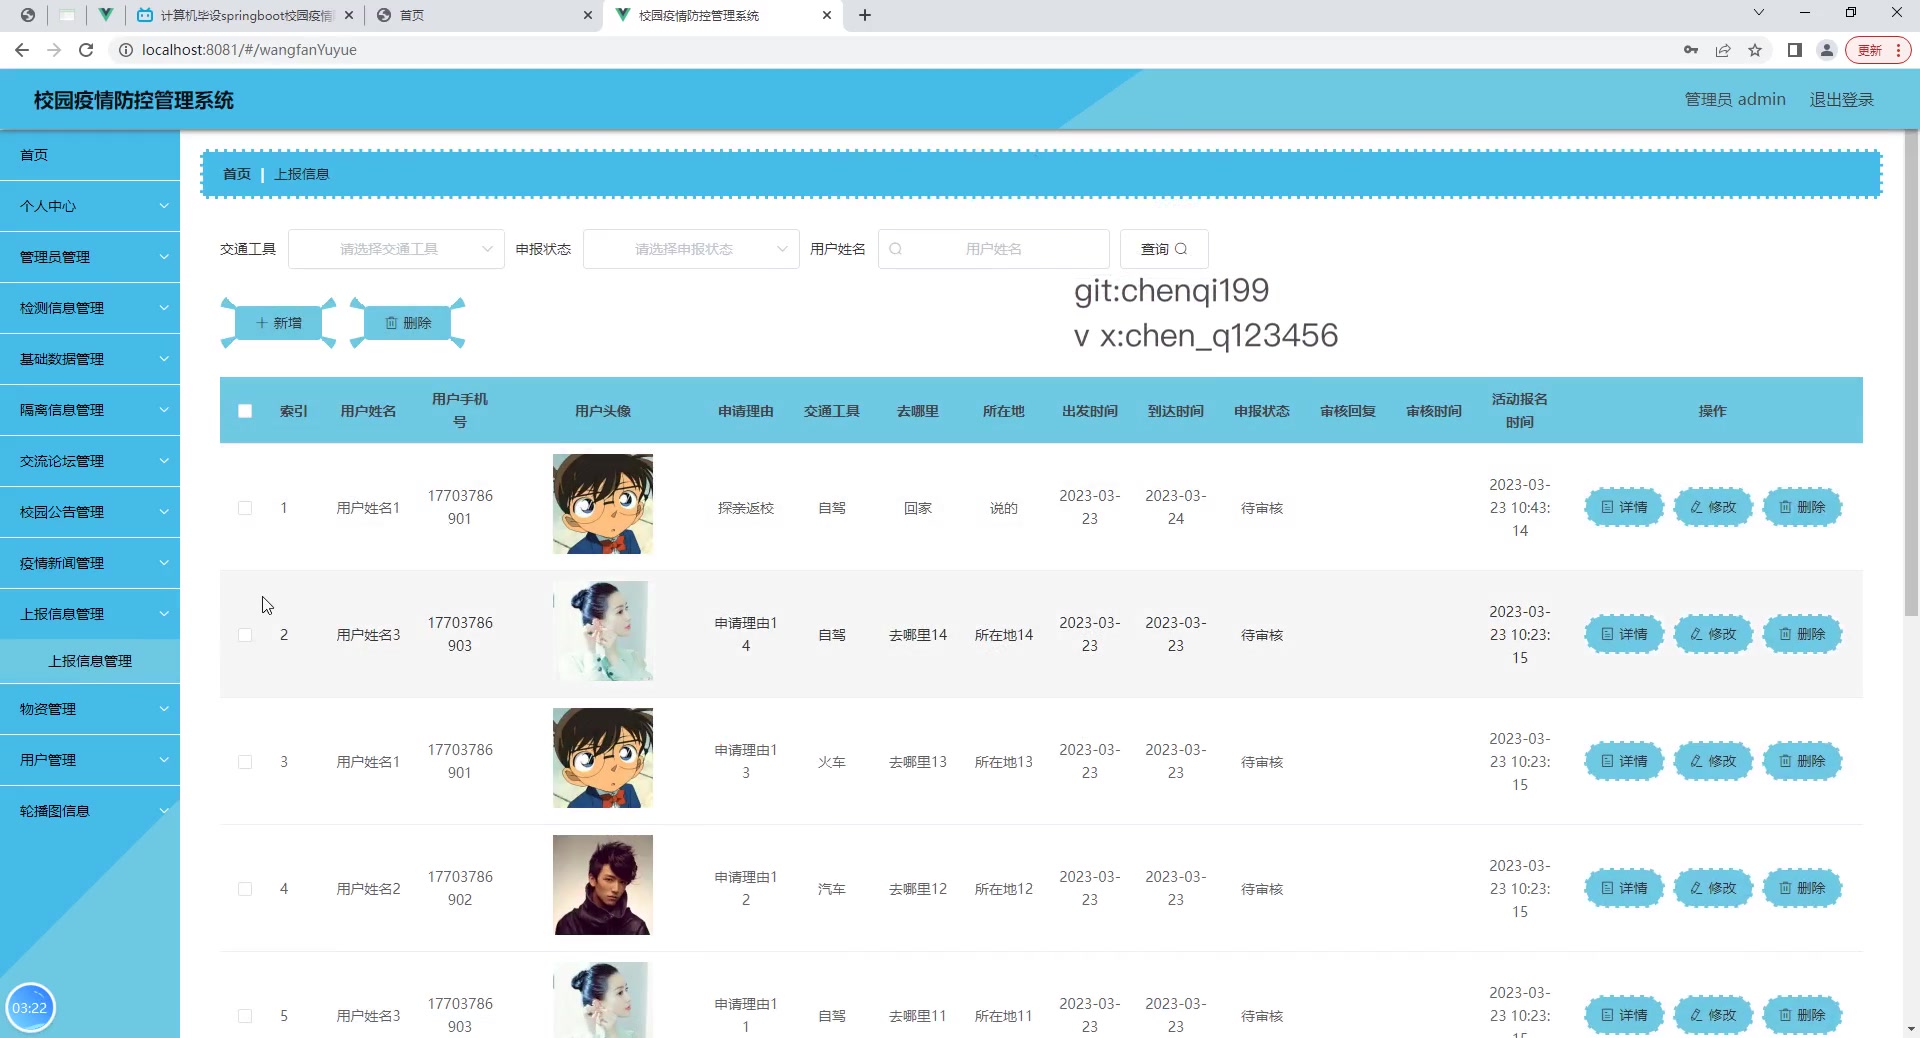 计算机毕设springboot校园疫情
首页
校园疫情防控管理系统
localhost:8081/#/wangfanYuyue
更新
校园疫情防控管理系统
管理员 admin
退出登录
首页
个人中心
管理员管理
检测信息管理
基础数据管理
隔离信息管理
交流论坛管理
校园公告管理
疫情新闻管理
上报信息管理
上报信息管理
物资管理
用户管理
轮播图信息
03:22
首页 | 上报信息
交通工具 请选择交通工具 申报状态 请选择申报状态 用户姓名 用户姓名 查询
git:chenqi199
v x:chen_q123456
新增 删除
索引 用户姓名 用户手机 用户头像 申请理由 交通工具 去哪里 所在地 出发时间 到达时间 申报状态 审核回复 审核时间 活动报名 操作
号 时间
1 用户姓名1 17703786 探亲返校 自驾 回家 说的 2023-03- 2023-03- 待审核 2023-03- 详情 修改 删除
901 23 24 23 10:43:
14
2 用户姓名3 17703786 申请理由1 自驾 去哪里14 所在地14 2023-03- 2023-03- 待审核 2023-03- 详情 修改 删除
903 4 23 23 23 10:23:
15
3 用户姓名1 17703786 申请理由1 火车 去哪里13 所在地13 2023-03- 2023-03- 待审核 2023-03- 详情 修改 删除
901 3 23 23 23 10:23:
15
4 用户姓名2 17703786 申请理由1 汽车 去哪里12 所在地12 2023-03- 2023-03- 待审核 2023-03- 详情 修改 删除
902 2 23 23 23 10:23:
15
5 用户姓名3 17703786 申请理由1 自驾 去哪里11 所在地11 2023-03- 2023-03- 待审核 2023-03- 详情 修改 删除
903 1 23 23 23 10:23: